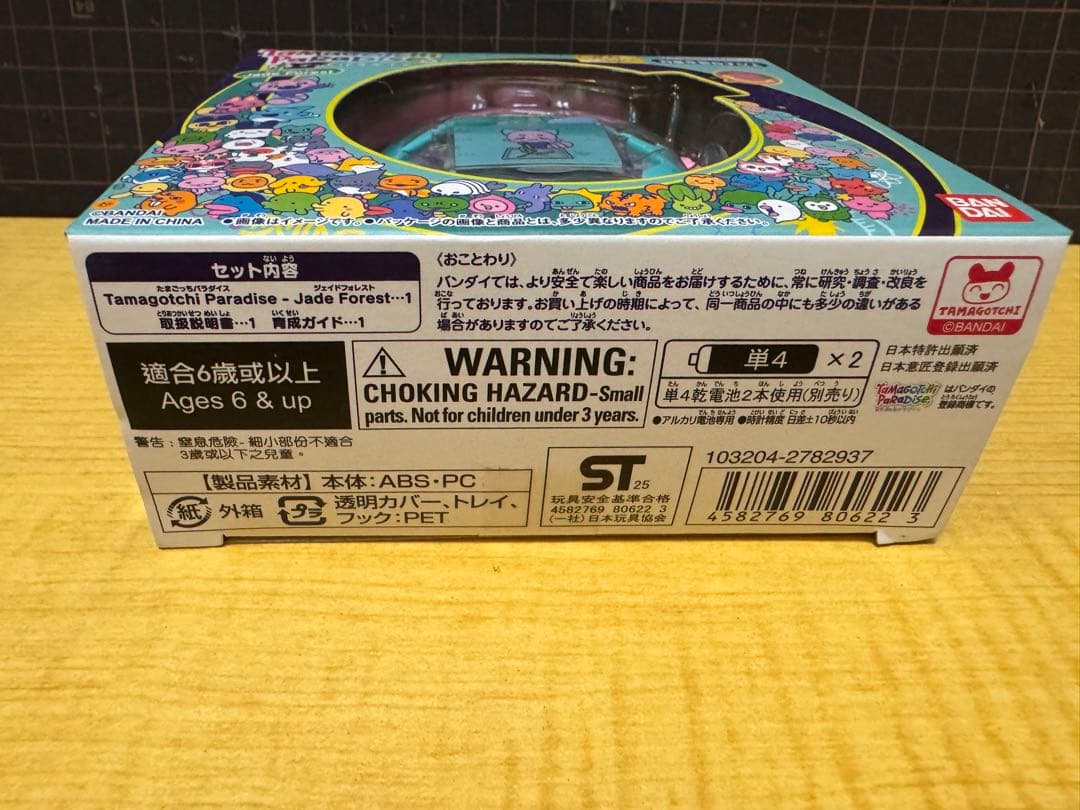 Tamagotchi
Paradise
Jade Forest
©BANDAI
MADE IN CHINA
●画像はイメージです。●パッケージの画像と商品とは、多少異なりますのでご了承ください。
BAN
DAI
セット内容
Tamagotchi Paradise - Jade Forest…1
取扱説明書…1 育成ガイド…1
〈おことわり〉
バンダイでは、より安全で楽しい商品をお届けするために、常に研究・調査・改良を
行っております。お買い上げの時期によって、同一商品の中にも多少の違いがある
場合がありますのでご了承ください。
TAMAGOTCHI
©BANDAI
適合6歲或以上
Ages 6 & up
警告：窒息危險 - 細小部份不適合
3歲或以下之兒童。
WARNING:
CHOKING HAZARD-Small
parts. Not for children under 3 years.
単4 ×2
単4乾電池2本使用(別売り)
●アルカリ電池専用 ●時計精度 日差±10秒以内
日本特許出願済
日本意匠登録出願済
TAMAGOTCHI PARADISE はバンダイの
登録商標です。
【製品素材】本体：ABS・PC
紙 外箱
プラ 透明カバー、トレイ、
フック：PET
ST 25
玩具安全基準合格
4582769 80622 3
(一社)日本玩具協会
103204-2782937
4 582769 806223